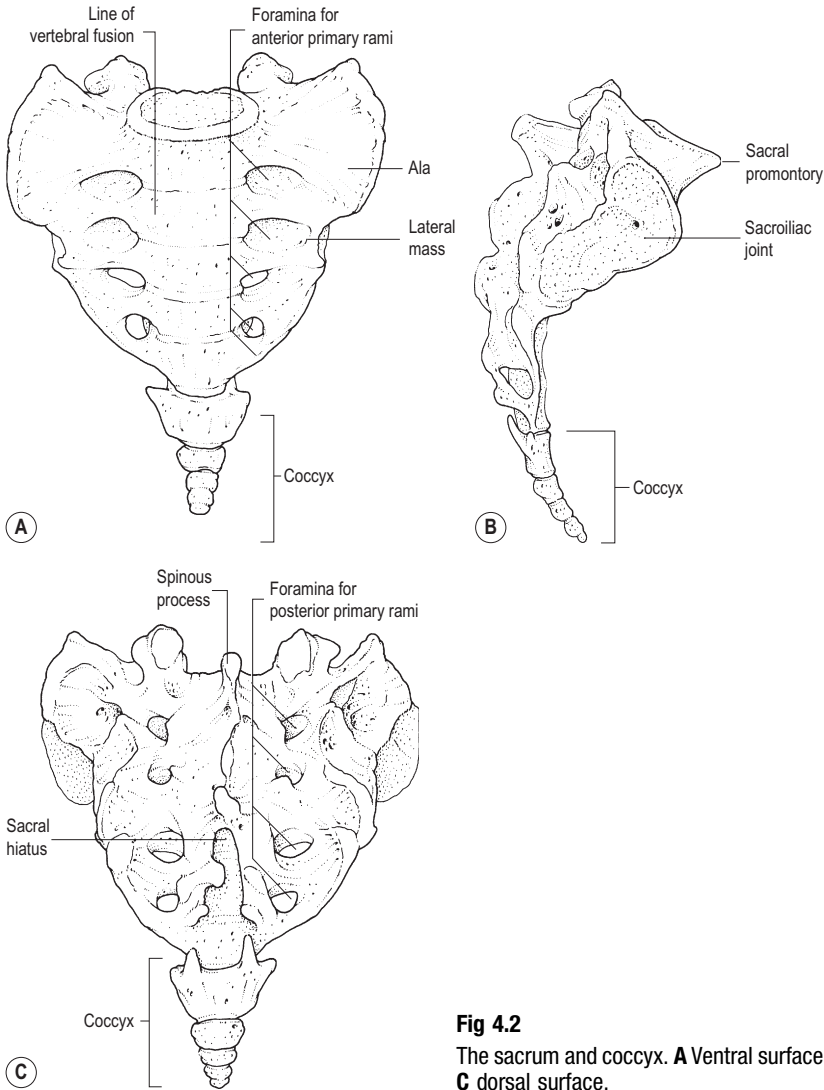 Line of
vertebral fusion
Foramina for
anterior primary rami
Ala
Lateral
mass
Coccyx
A
Sacral
promontory
Sacroiliac
joint
Coccyx
B
Spinous
process
Foramina for
posterior primary rami
Sacral
hiatus
Coccyx
C
Fig 4.2
The sacrum and coccyx. A Ventral surface
C dorsal surface.